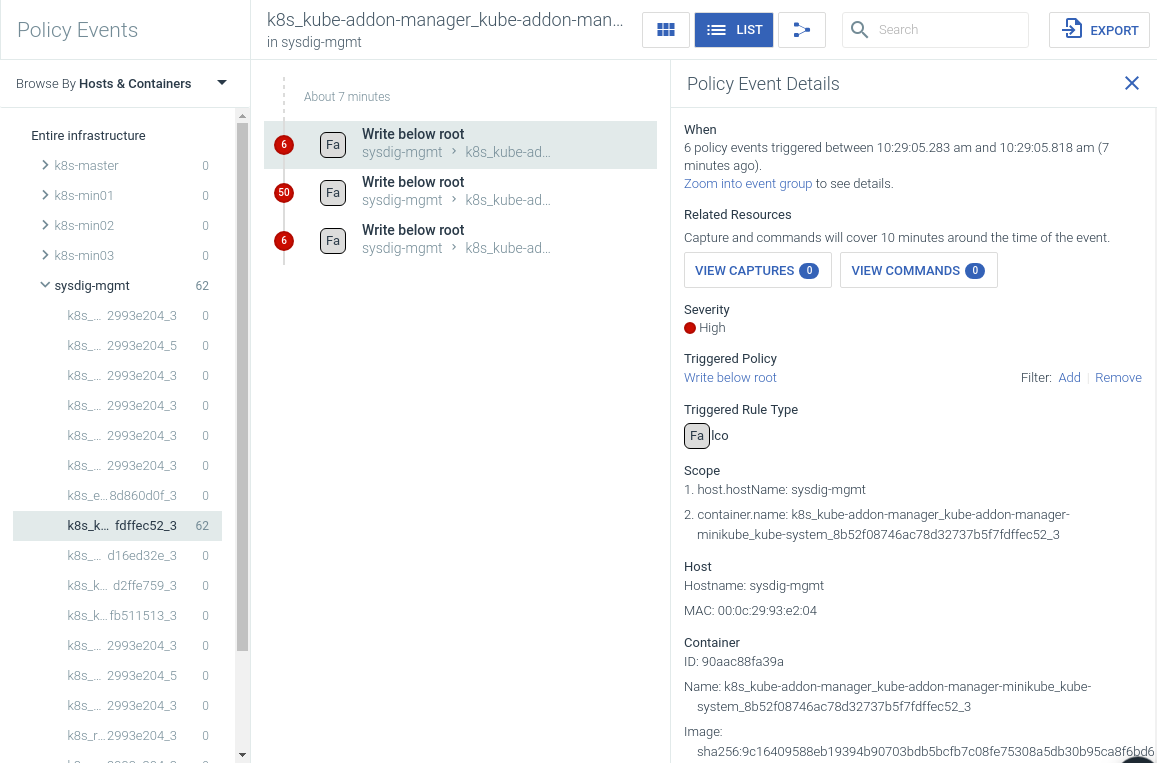 Policy Events
Browse By Hosts & Containers
Entire infrastructure
k8s-master 0
k8s-min01 0
k8s-min02 0
k8s-min03 0
sysdig-mgmt 62
k8s_... 2993e204_3 0
k8s_... 2993e204_5 0
k8s_... 2993e204_3 0
k8s_... 2993e204_3 0
k8s_... 2993e204_3 0
k8s_... 2993e204_3 0
k8s_e... 8d860d0f_3 0
k8s_k... fdffec52_3 62
k8s_... d16ed32e_3 0
k8s_k... d2ffe759_3 0
k8s_k... fb511513_3 0
k8s_... 2993e204_3 0
k8s_... 2993e204_5 0
k8s_... 2993e204_3 0
k8s_r... 2993e204_3 0
k8s_kube-addon-manager_kube-addon-man...
in sysdig-mgmt
LIST
Search
EXPORT
About 7 minutes
6 Fa Write below root
sysdig-mgmt > k8s_kube-ad...
50 Fa Write below root
sysdig-mgmt > k8s_kube-ad...
6 Fa Write below root
sysdig-mgmt > k8s_kube-ad...
Policy Event Details
When
6 policy events triggered between 10:29:05.283 am and 10:29:05.818 am (7
minutes ago).
Zoom into event group to see details.
Related Resources
Capture and commands will cover 10 minutes around the time of the event.
VIEW CAPTURES 0 VIEW COMMANDS 0
Severity
High
Triggered Policy
Write below root Filter: Add | Remove
Triggered Rule Type
Falco
Scope
1. host.hostName: sysdig-mgmt
2. container.name: k8s_kube-addon-manager_kube-addon-manager-
minikube_kube-system_8b52f08746ac78d32737b5f7fdffec52_3
Host
Hostname: sysdig-mgmt
MAC: 00:0c:29:93:e2:04
Container
ID: 90aac88fa39a
Name: k8s_kube-addon-manager_kube-addon-manager-minikube_kube-
system_8b52f08746ac78d32737b5f7fdffec52_3
Image:
sha256:9c16409588eb19394b90703bdb5bcfb7c08fe75308a5db30b95ca8f6bd6